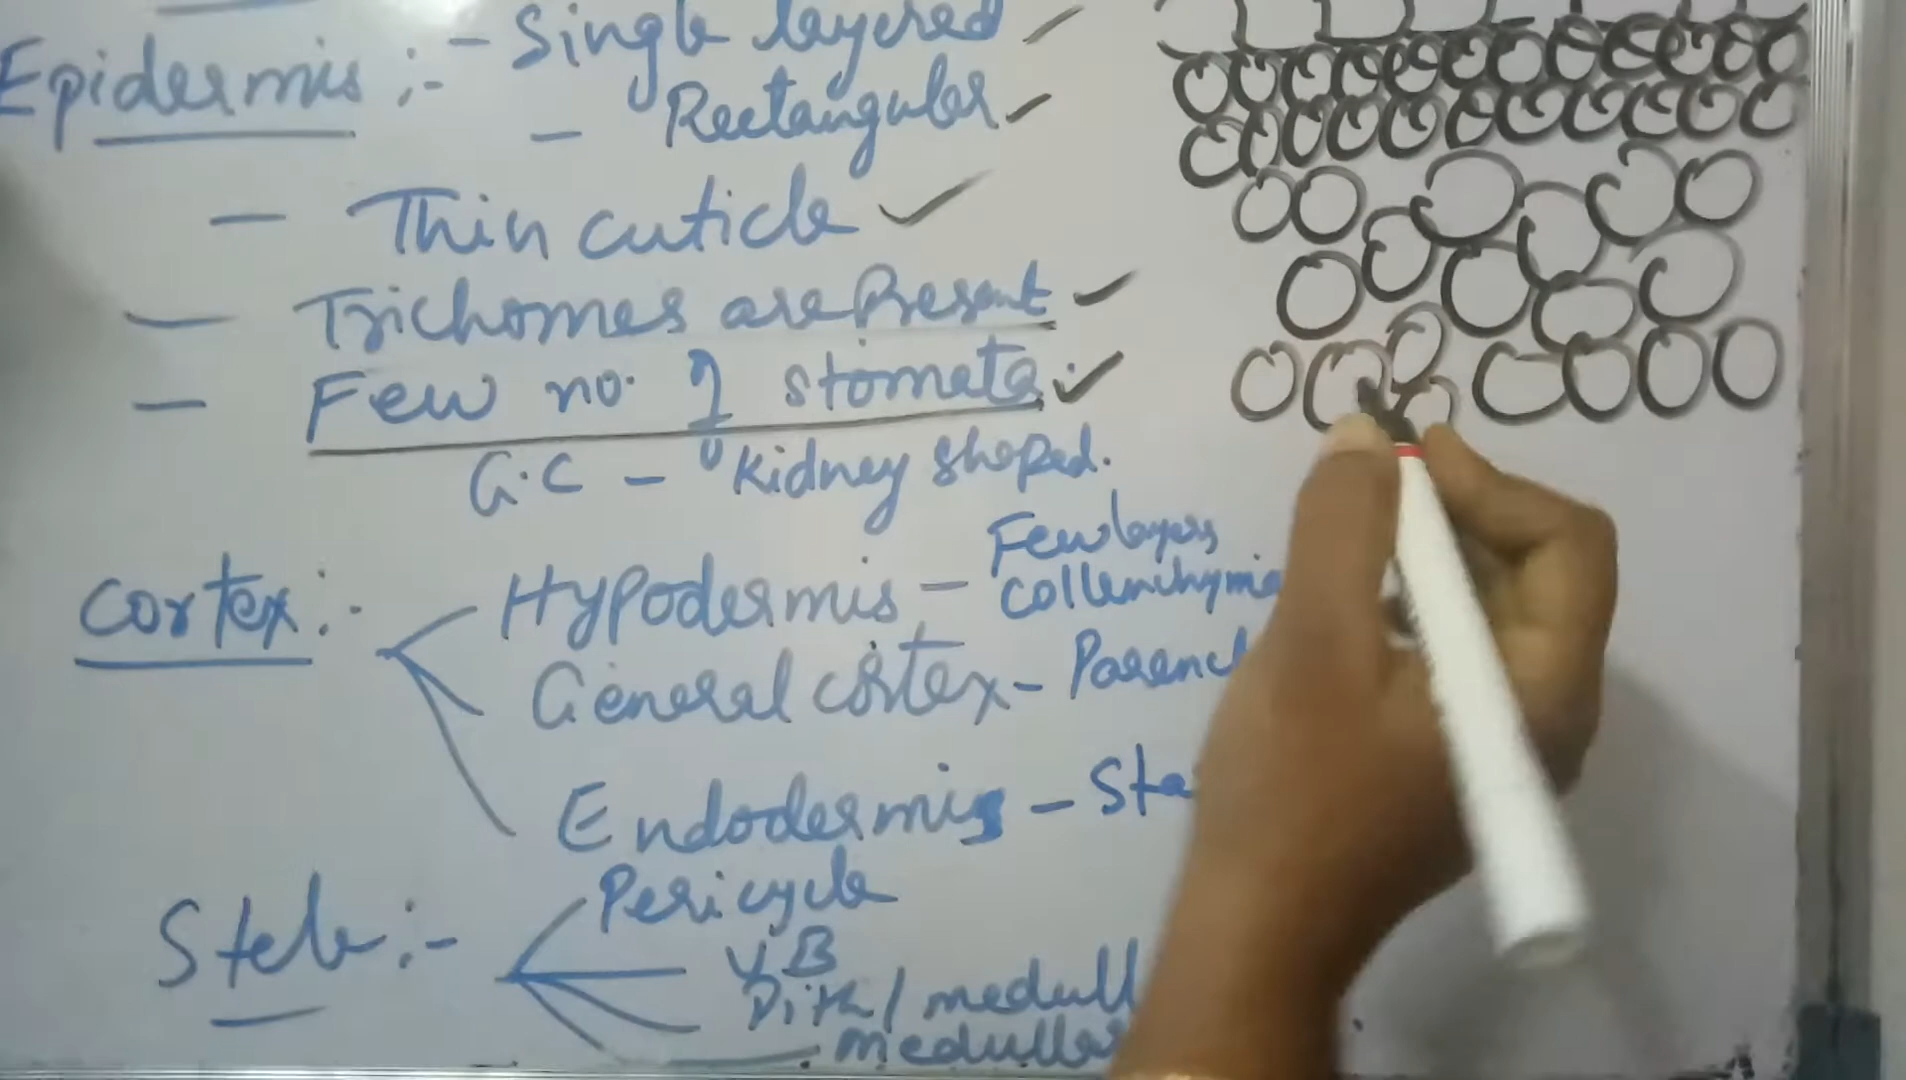 Epidermis :- - Single layered
- Rectangular
- Thin cuticle
- Trichomes are Present
- Few no. of stomata.
G.C - Kidney shaped.
Cortex :-
Hypodermis - Few layers
collenchyma
General cortex - Parench
Endodermis - Sta
Stele :-
Pericycle
V B
Pith / medull
medullar